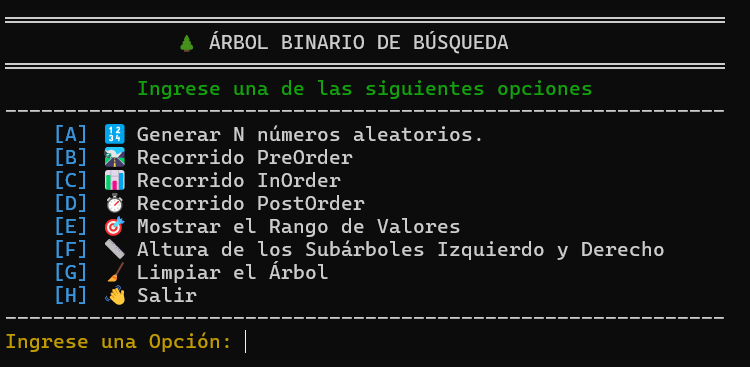 🌲 ÁRBOL BINARIO DE BÚSQUEDA
Ingrese una de las siguientes opciones
[A] 🔢 Generar N números aleatorios.
[B] 🛣️ Recorrido PreOrder
[C] 📊 Recorrido InOrder
[D] ⏱️ Recorrido PostOrder
[E] 🎯 Mostrar el Rango de Valores
[F] 📏 Altura de los Subárboles Izquierdo y Derecho
[G] 🧹 Limpiar el Árbol
[H] 👋 Salir
Ingrese una Opción: